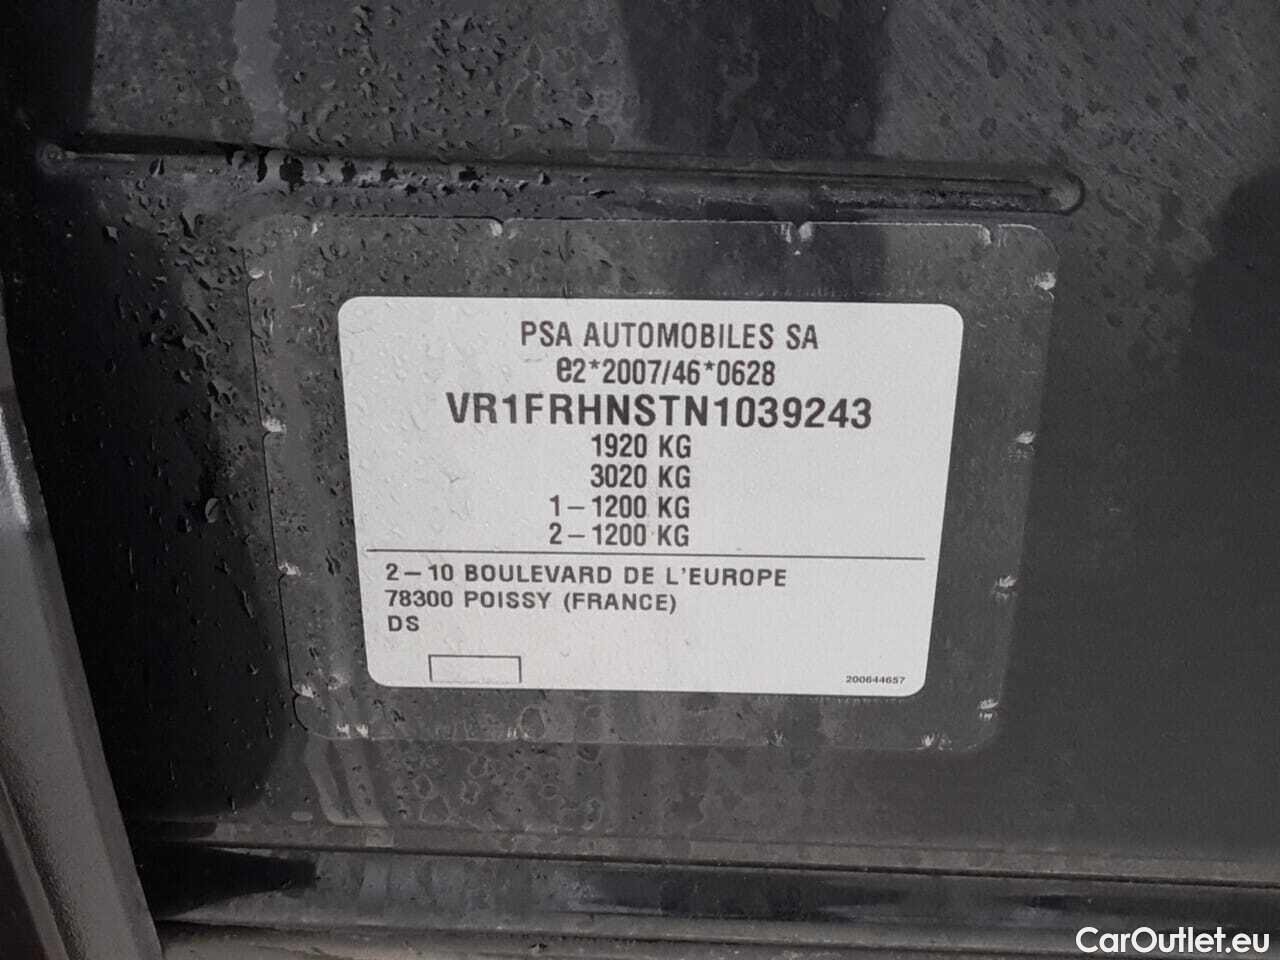 PSA AUTOMOBILES SA
e2*2007/46*0628
VR1FRHNSTN1039243
1920 KG
3020 KG
1-1200 KG
2-1200 KG
2-10 BOULEVARD DE L'EUROPE
78300 POISSY (FRANCE)
DS
200644657
CarOutlet.eu